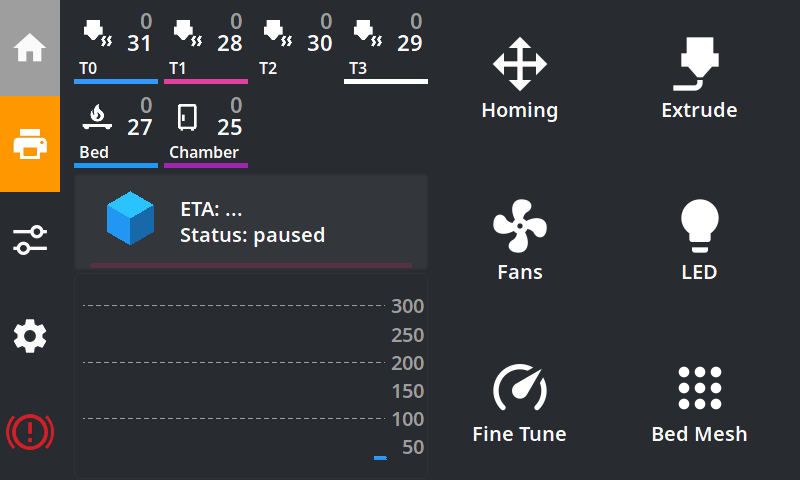 0 0 0 0
31 28 30 29
T0 T1 T2 T3
0 0
27 25
Bed Chamber
ETA: ...
Status: paused
300
250
200
150
100
50
Homing Extrude
Fans LED
Fine Tune Bed Mesh